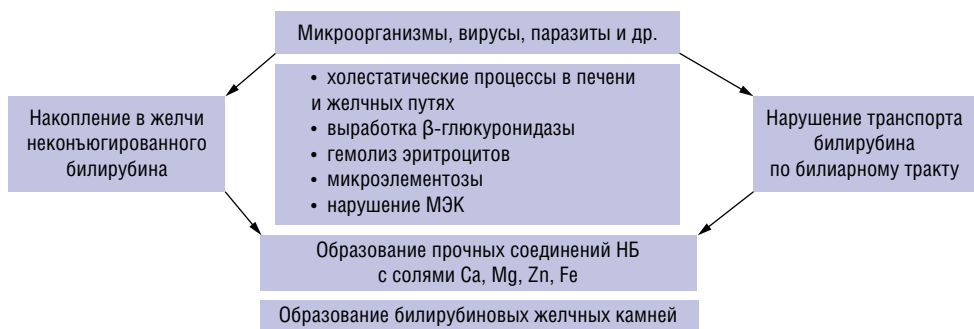 Микроорганизмы, вирусы, паразиты и др.
Накопление в желчи
неконъюгированного
билирубина
• холестатические процессы в печени
и желчных путях
• выработка β-глюкуронидазы
• гемолиз эритроцитов
• микроэлементозы
• нарушение МЭК
Нарушение транспорта
билирубина
по билиарному тракту
Образование прочных соединений НБ
с солями Ca, Mg, Zn, Fe
Образование билирубиновых желчных камней